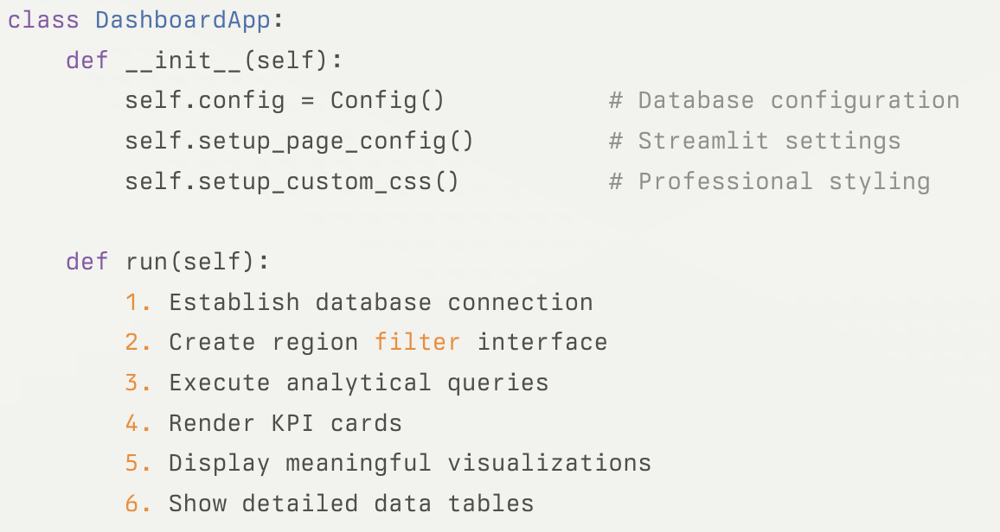 class DashboardApp:
    def __init__(self):
        self.config = Config()           # Database configuration
        self.setup_page_config()         # Streamlit settings
        self.setup_custom_css()          # Professional styling

    def run(self):
        1. Establish database connection
        2. Create region filter interface
        3. Execute analytical queries
        4. Render KPI cards
        5. Display meaningful visualizations
        6. Show detailed data tables